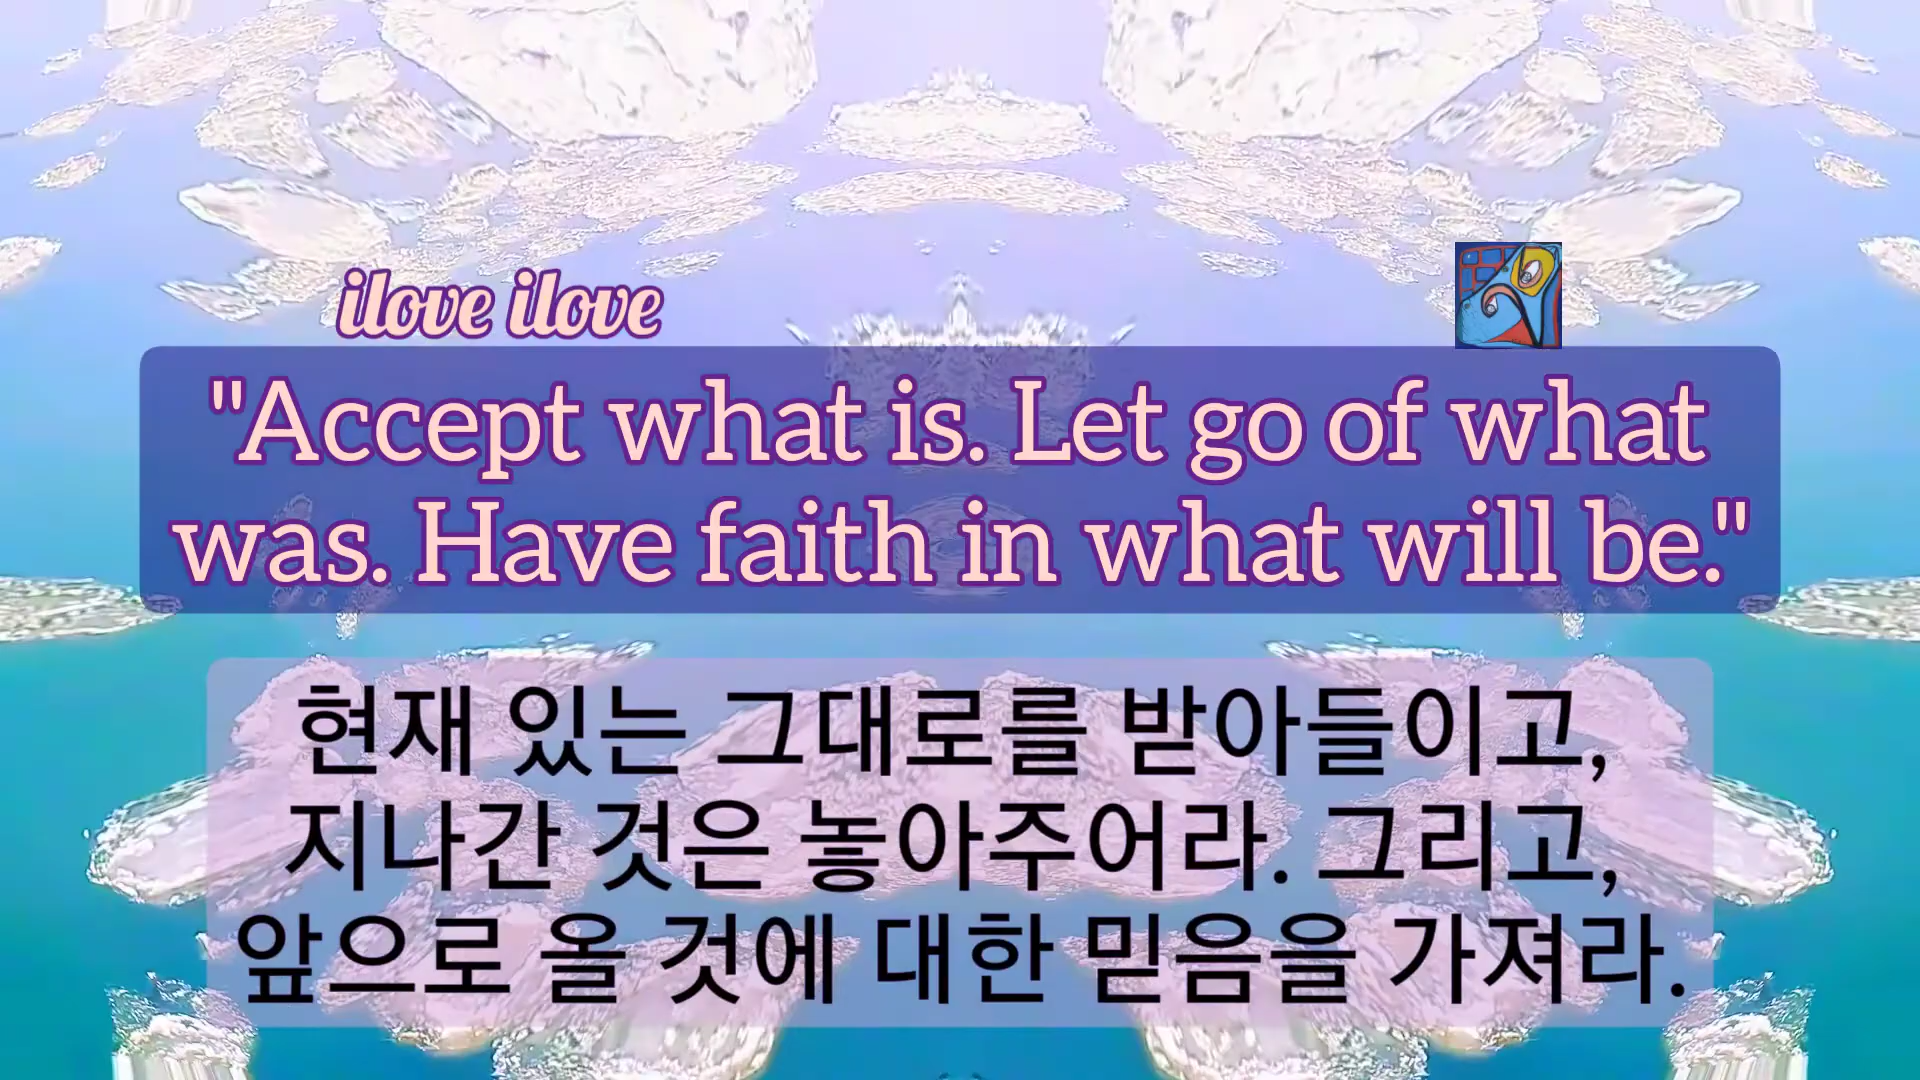 ilove ilove
"Accept what is. Let go of what
was. Have faith in what will be."
현재 있는 그대로를 받아들이고,
지나간 것은 놓아주어라. 그리고,
앞으로 올 것에 대한 믿음을 가져라.